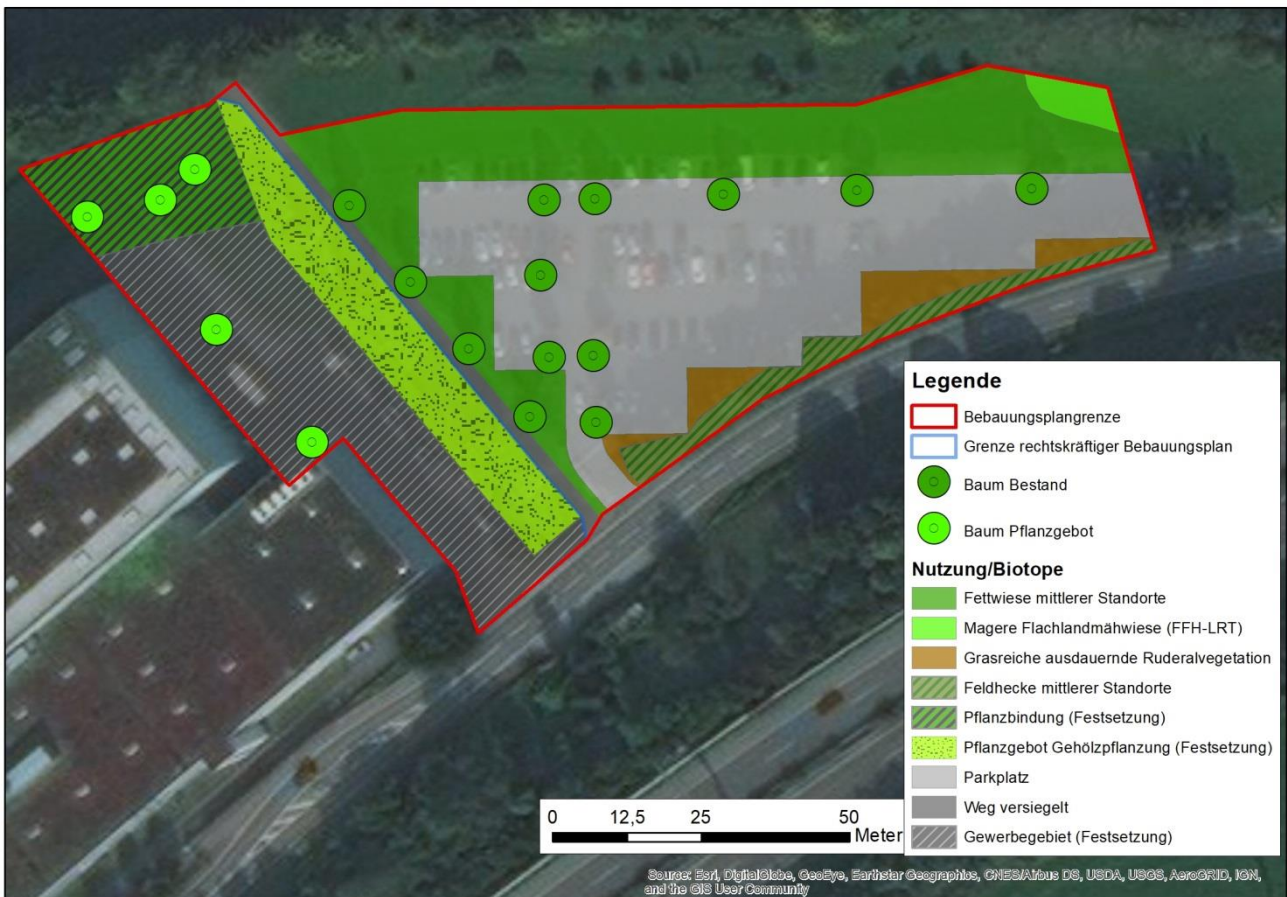 Legende
Bebauungsplangrenze
Grenze rechtskräftiger Bebauungsplan
Baum Bestand
Baum Pflanzgebot
Nutzung/Biotope
Fettwiese mittlerer Standorte
Magere Flachlandmähwiese (FFH-LRT)
Grasreiche ausdauernde Ruderalvegetation
Feldhecke mittlerer Standorte
Pflanzbindung (Festsetzung)
Pflanzgebot Gehölzpflanzung (Festsetzung)
Parkplatz
Weg versiegelt
Gewerbegebiet (Festsetzung)
0 12,5 25 50
Meter
Source: Esri, DigitalGlobe, GeoEye, Earthstar Geographics, CNES/Airbus DS, USDA, USGS, AeroGRID, IGN,
and the GIS User Community